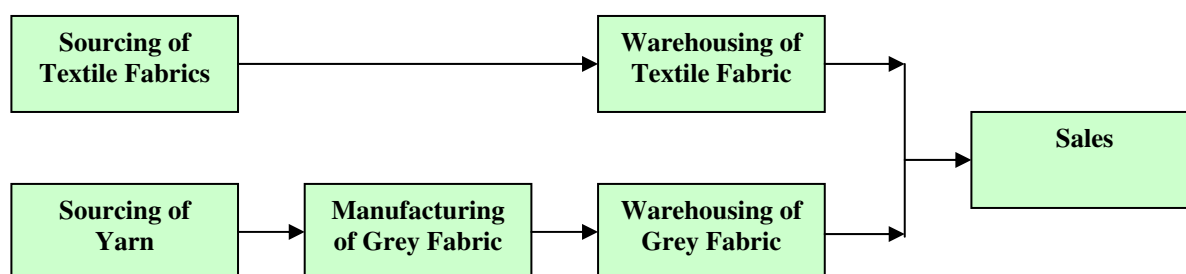 Sourcing of
Textile Fabrics
Warehousing of
Textile Fabric
Sales
Sourcing of
Yarn
Manufacturing
of Grey Fabric
Warehousing of
Grey Fabric